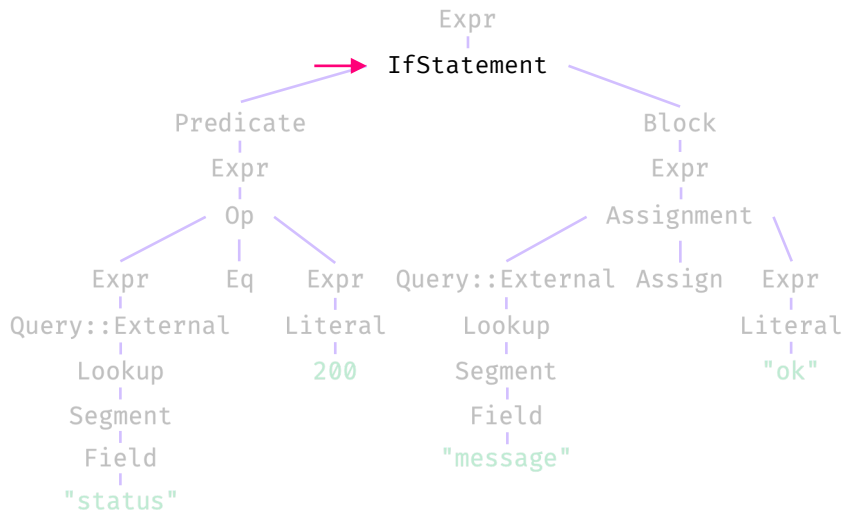 Expr
IfStatement
Predicate Block
Expr Expr
Op Assignment
Expr Eq Expr Query::External Assign Expr
Query::External Literal Lookup Literal
Lookup 200 Segment "ok"
Segment Field
Field "message"
"status"